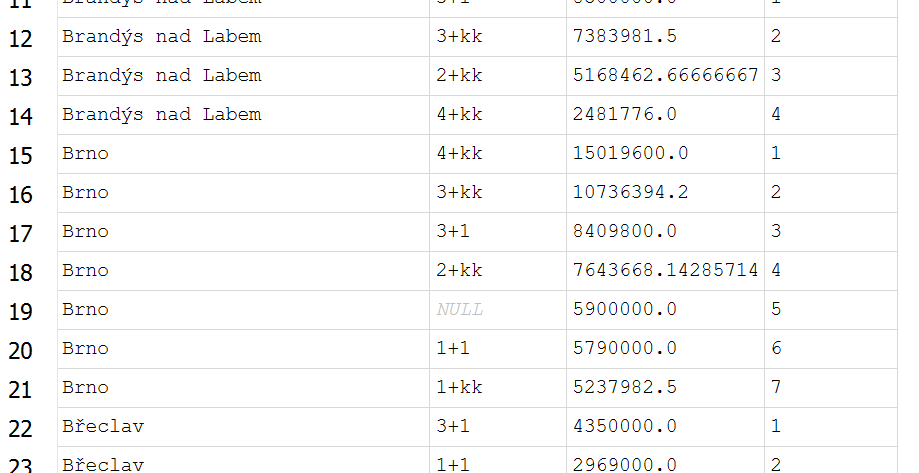 11 Brandýs nad Labem 3+1 1
12 Brandýs nad Labem 3+kk 7383981.5 2
13 Brandýs nad Labem 2+kk 5168462.66666667 3
14 Brandýs nad Labem 4+kk 2481776.0 4
15 Brno 4+kk 15019600.0 1
16 Brno 3+kk 10736394.2 2
17 Brno 3+1 8409800.0 3
18 Brno 2+kk 7643668.14285714 4
19 Brno NULL 5900000.0 5
20 Brno 1+1 5790000.0 6
21 Brno 1+kk 5237982.5 7
22 Břeclav 3+1 4350000.0 1
23 Břeclav 1+1 2969000.0 2